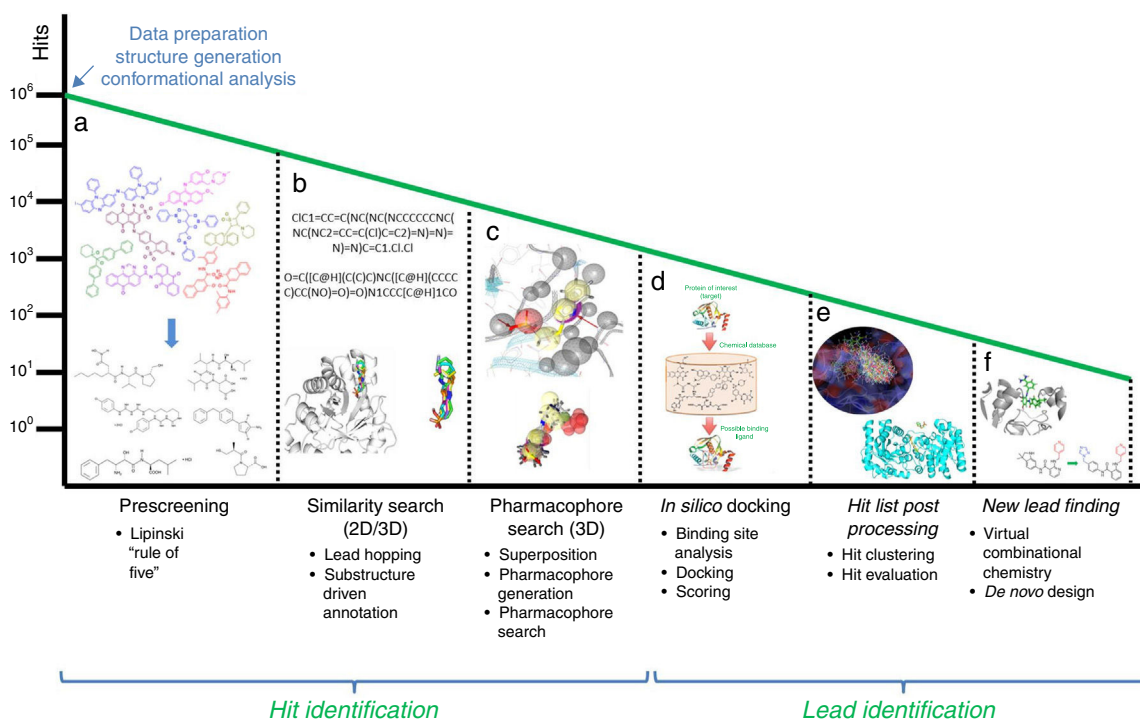 Hits
Data preparation
structure generation
conformational analysis
10^6
10^5
10^4
10^3
10^2
10^1
10^0
a
b
ClC1=CC=C(NC(NC(NCCCCCCNC(
NC(NC2=CC=C(Cl)C=C2)=N)=N)=
N)=N)C=C1.Cl.Cl
O=C([C@H](C(C)C)NC([C@H](CCCC
C)CC(NO)=O)=O)N1CCC[C@H]1CO
c
d
Protein of interest
(target)
Chemical database
Possible binding
ligand
e
f
Prescreening
• Lipinski
"rule of
five"
Similarity search
(2D/3D)
• Lead hopping
• Substructure
driven
annotation
Pharmacophore
search (3D)
• Superposition
• Pharmacophore
generation
• Pharmacophore
search
In silico docking
• Binding site
analysis
• Docking
• Scoring
Hit list post
processing
• Hit clustering
• Hit evaluation
New lead finding
• Virtual
combinational
chemistry
• De novo design
Hit identification
Lead identification